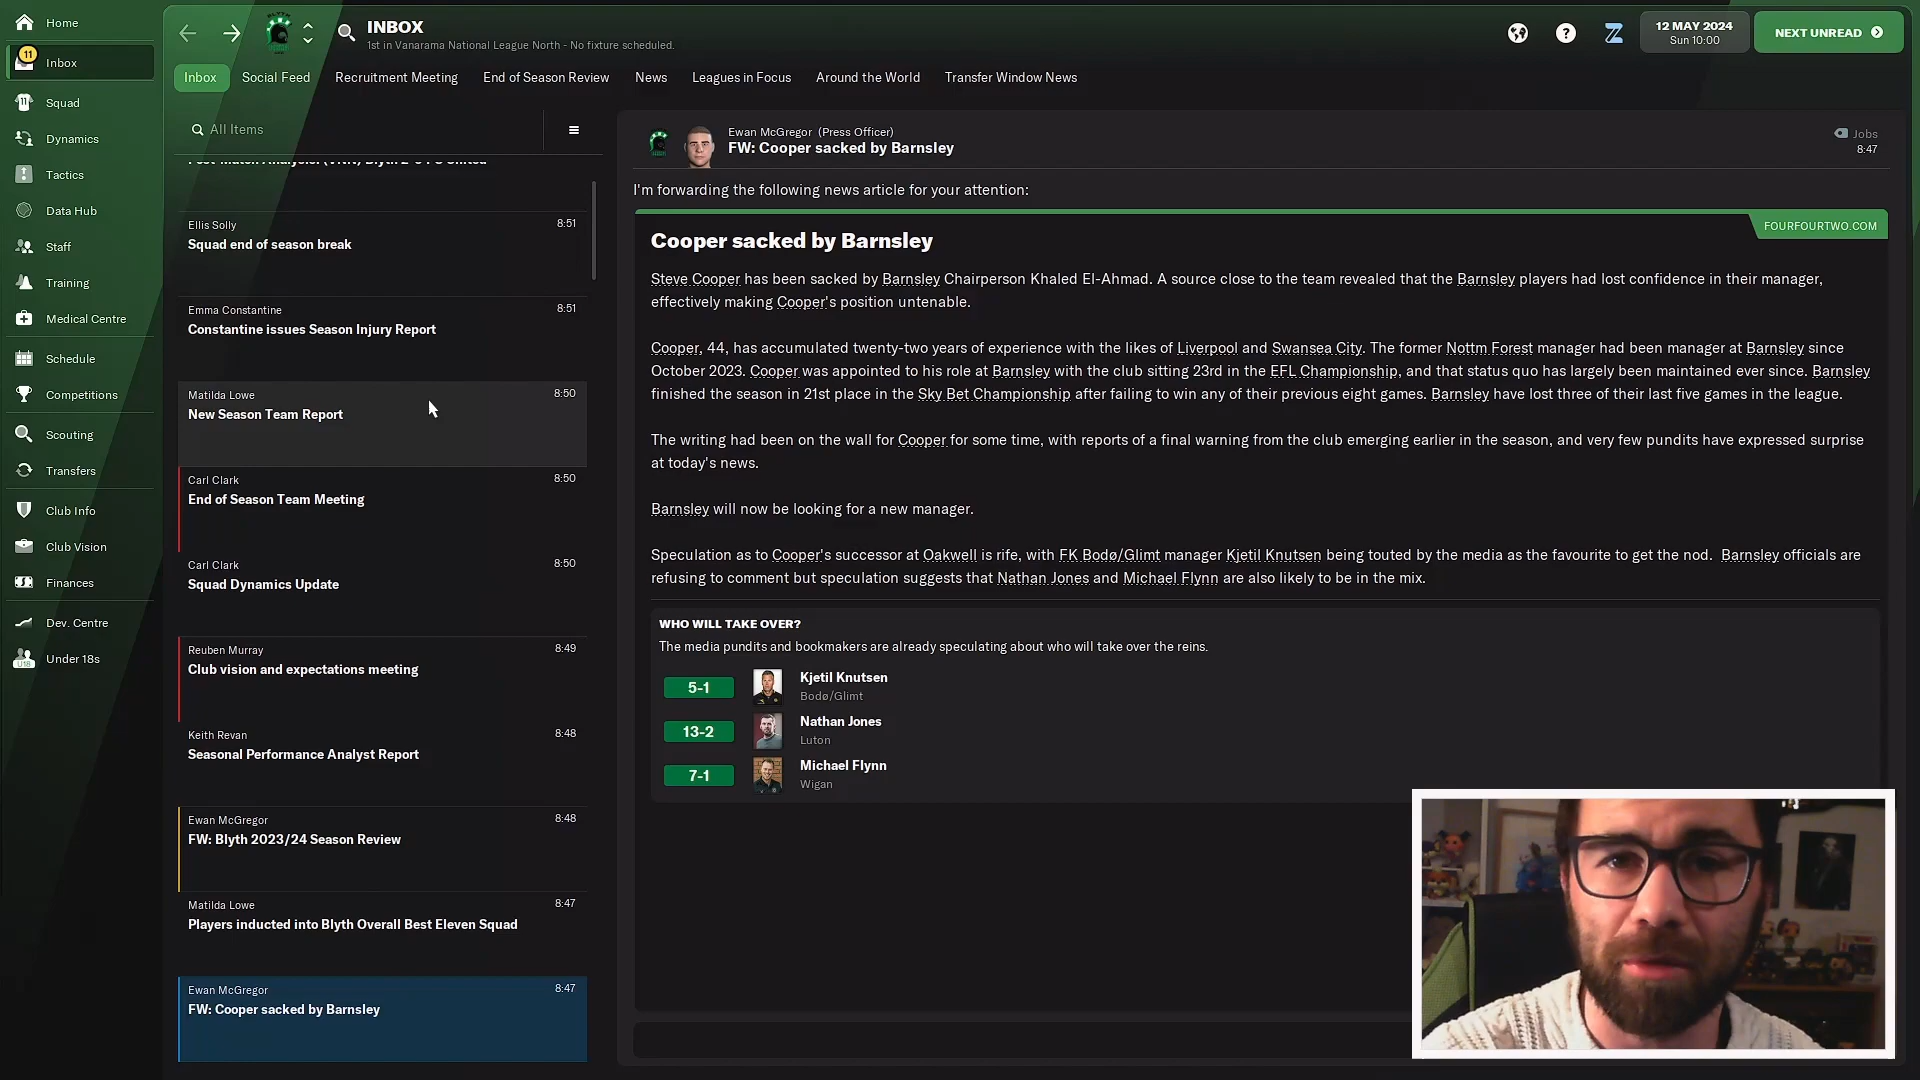 Home
11
Inbox
Squad
Dynamics
Tactics
Data Hub
Staff
Training
Medical Centre
Schedule
Competitions
Scouting
Transfers
Club Info
Club Vision
Finances
Dev. Centre
U18
Under 18s
INBOX
1st in Vanarama National League North - No fixture scheduled.
12 MAY 2024
Sun 10:00
NEXT UNREAD
Inbox
Social Feed
Recruitment Meeting
End of Season Review
News
Leagues in Focus
Around the World
Transfer Window News
All Items
Ellis Solly
8:51
Squad end of season break
Emma Constantine
8:51
Constantine issues Season Injury Report
Matilda Lowe
8:50
New Season Team Report
Carl Clark
8:50
End of Season Team Meeting
Carl Clark
8:50
Squad Dynamics Update
Reuben Murray
8:49
Club vision and expectations meeting
Keith Revan
8:48
Seasonal Performance Analyst Report
Ewan McGregor
8:48
FW: Blyth 2023/24 Season Review
Matilda Lowe
8:47
Players inducted into Blyth Overall Best Eleven Squad
Ewan McGregor
8:47
FW: Cooper sacked by Barnsley
Ewan McGregor (Press Officer)
FW: Cooper sacked by Barnsley
Jobs
8:47
I'm forwarding the following news article for your attention:
FOURFOURTWO.COM
Cooper sacked by Barnsley
Steve Cooper has been sacked by Barnsley Chairperson Khaled El-Ahmad. A source close to the team revealed that the Barnsley players had lost confidence in their manager,
effectively making Cooper's position untenable.
Cooper, 44, has accumulated twenty-two years of experience with the likes of Liverpool and Swansea City. The former Nottm Forest manager had been manager at Barnsley since
October 2023. Cooper was appointed to his role at Barnsley with the club sitting 23rd in the EFL Championship, and that status quo has largely been maintained ever since. Barnsley
finished the season in 21st place in the Sky Bet Championship after failing to win any of their previous eight games. Barnsley have lost three of their last five games in the league.
The writing had been on the wall for Cooper for some time, with reports of a final warning from the club emerging earlier in the season, and very few pundits have expressed surprise
at today's news.
Barnsley will now be looking for a new manager.
Speculation as to Cooper's successor at Oakwell is rife, with FK Bodø/Glimt manager Kjetil Knutsen being touted by the media as the favourite to get the nod. Barnsley officials are
refusing to comment but speculation suggests that Nathan Jones and Michael Flynn are also likely to be in the mix.
WHO WILL TAKE OVER?
The media pundits and bookmakers are already speculating about who will take over the reins.
5-1
Kjetil Knutsen
Bodø/Glimt
13-2
Nathan Jones
Luton
7-1
Michael Flynn
Wigan